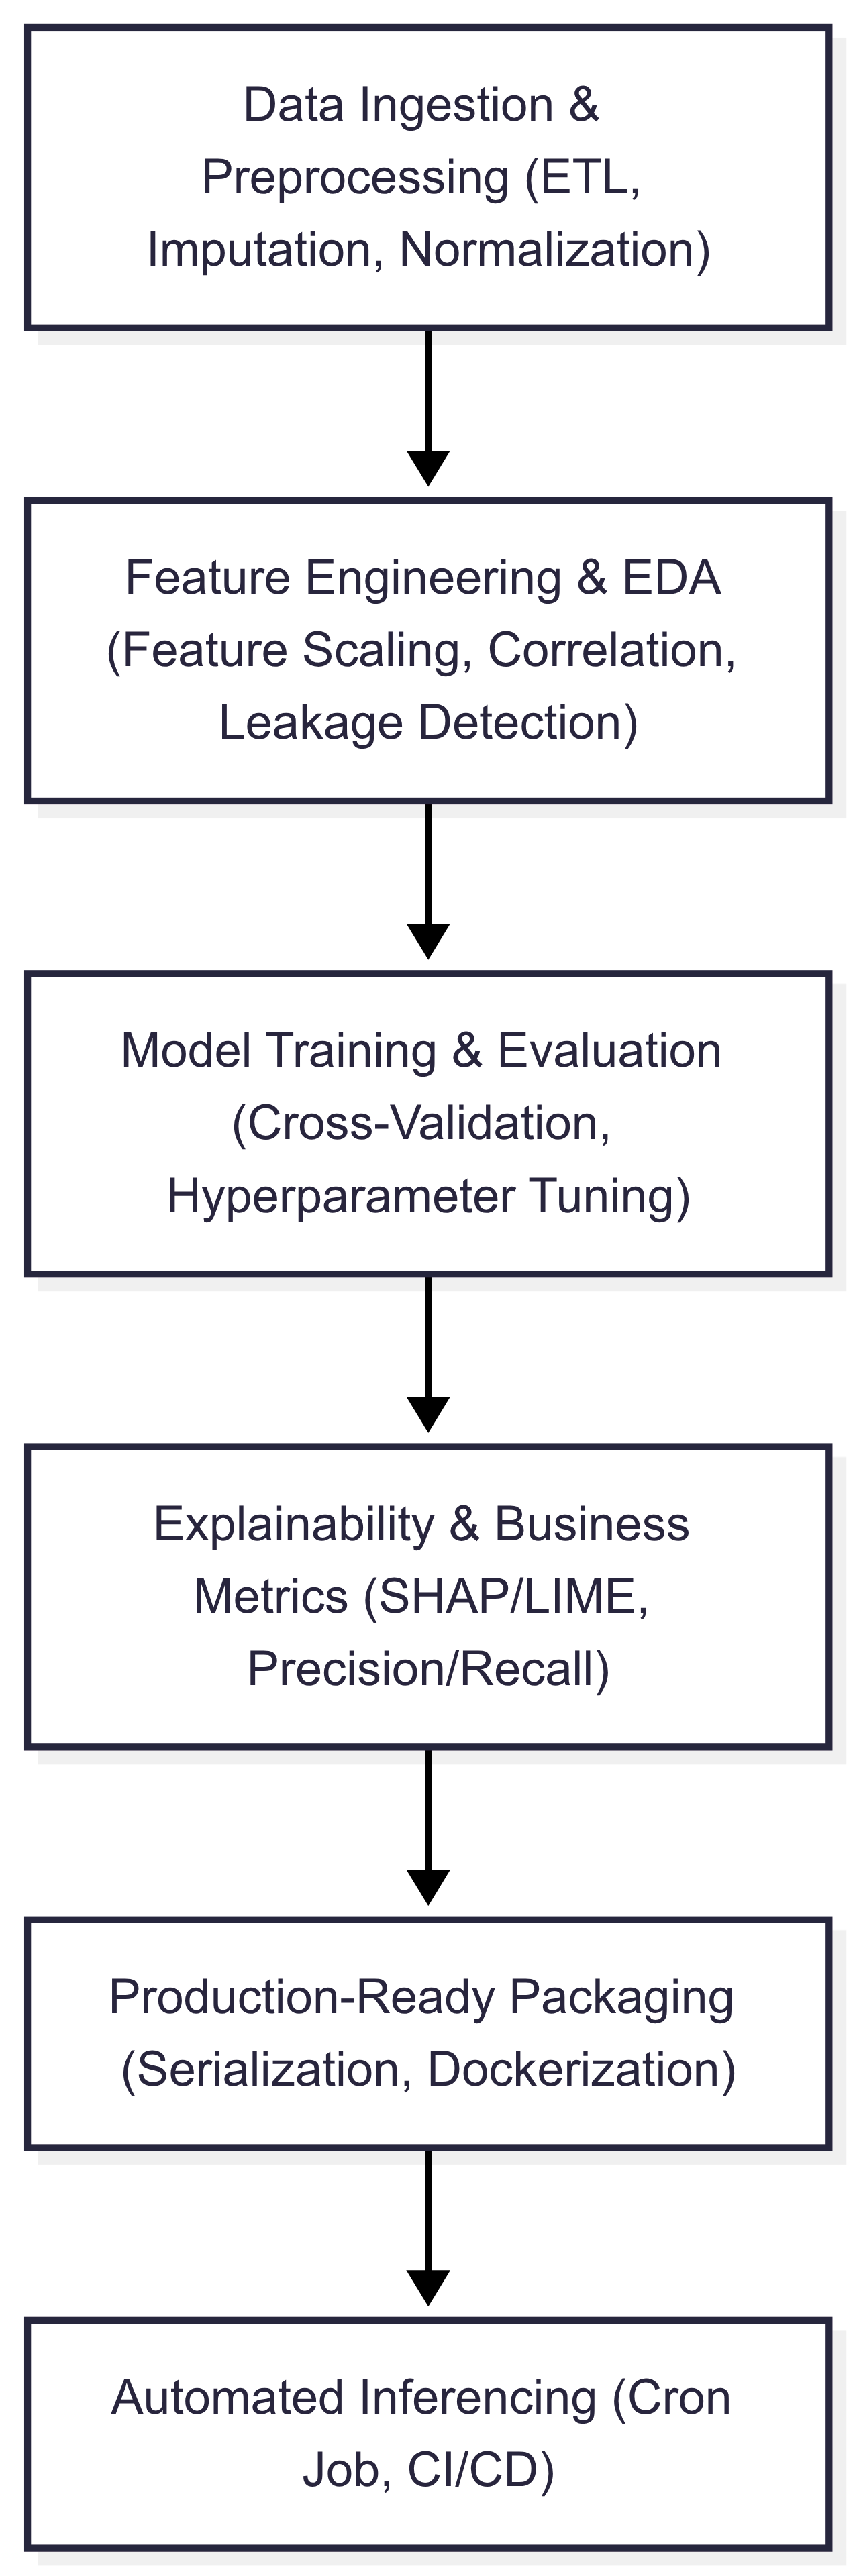 Data Ingestion &
Preprocessing (ETL,
Imputation, Normalization)
Feature Engineering & EDA
(Feature Scaling, Correlation,
Leakage Detection)
Model Training & Evaluation
(Cross-Validation,
Hyperparameter Tuning)
Explainability & Business
Metrics (SHAP/LIME,
Precision/Recall)
Production-Ready Packaging
(Serialization, Dockerization)
Automated Inferencing (Cron
Job, CI/CD)